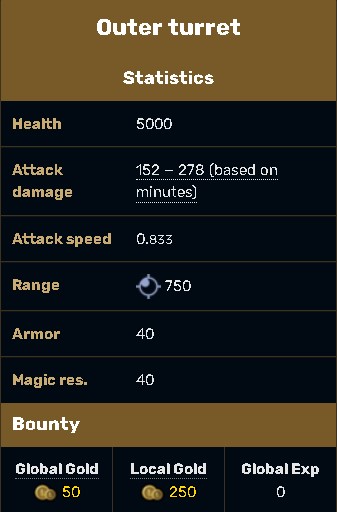 Outer turret
Statistics
Health 5000
Attack damage 152 – 278 (based on minutes)
Attack speed 0.833
Range 750
Armor 40
Magic res. 40
Bounty
Global Gold Local Gold Global Exp
50 250 0